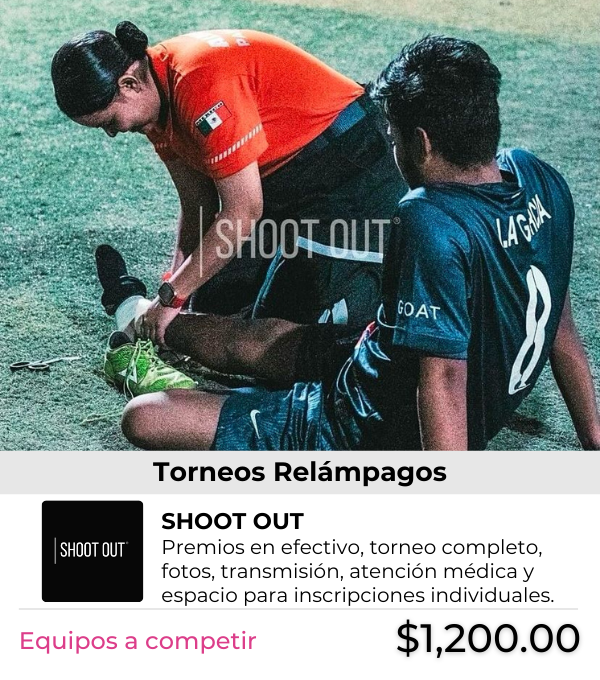 SHOOT OUT
LA GARZA
GOAT
8
Torneos Relámpagos
SHOOT OUT
SHOOT OUT
Premios en efectivo, torneo completo,
fotos, transmisión, atención médica y
espacio para inscripciones individuales.
Equipos a competir
$1,200.00